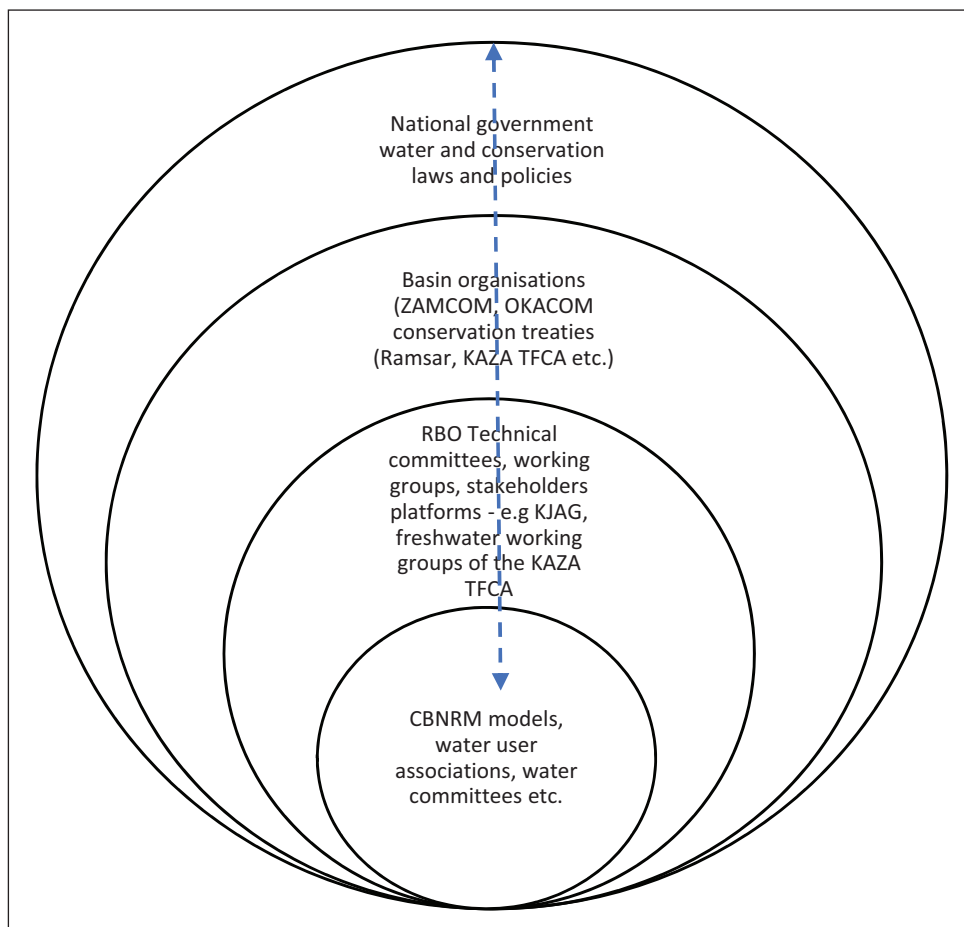 National government
water and conservation
laws and policies
Basin organisations
(ZAMCOM, OKACOM
conservation treaties
(Ramsar, KAZA TFCA etc.)
RBO Technical
committees, working
groups, stakeholders
platforms - e.g KJAG,
freshwater working
groups of the KAZA
TFCA
CBNRM models,
water user
associations, water
committees etc.